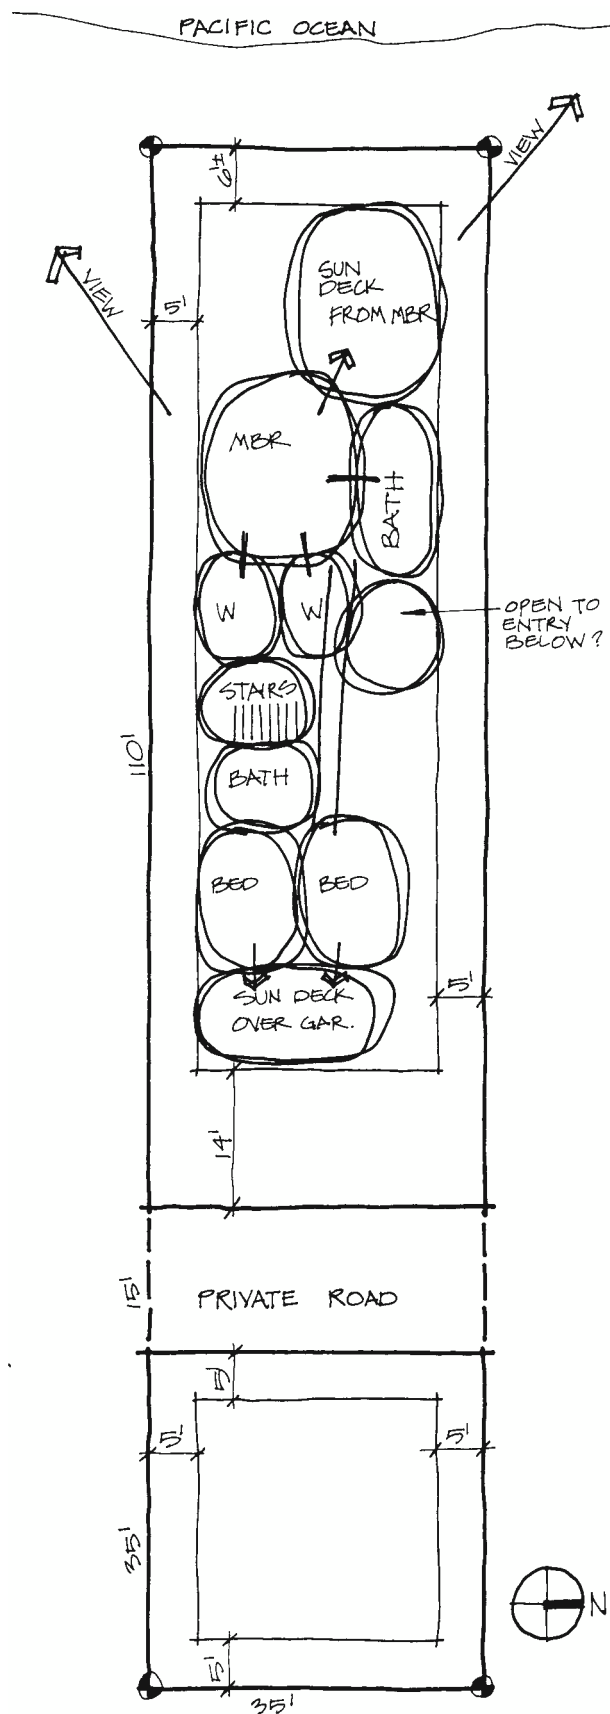 PACIFIC OCEAN
6'±
VIEW
VIEW
5'
SUN
DECK
FROM MBR
MBR
BATH
W
W
OPEN TO
ENTRY
BELOW?
STAIRS
110'
BATH
BED
BED
SUN DECK
OVER GAR.
5'
14'
15'
PRIVATE ROAD
5'
5'
5'
35'
N
5'
35'